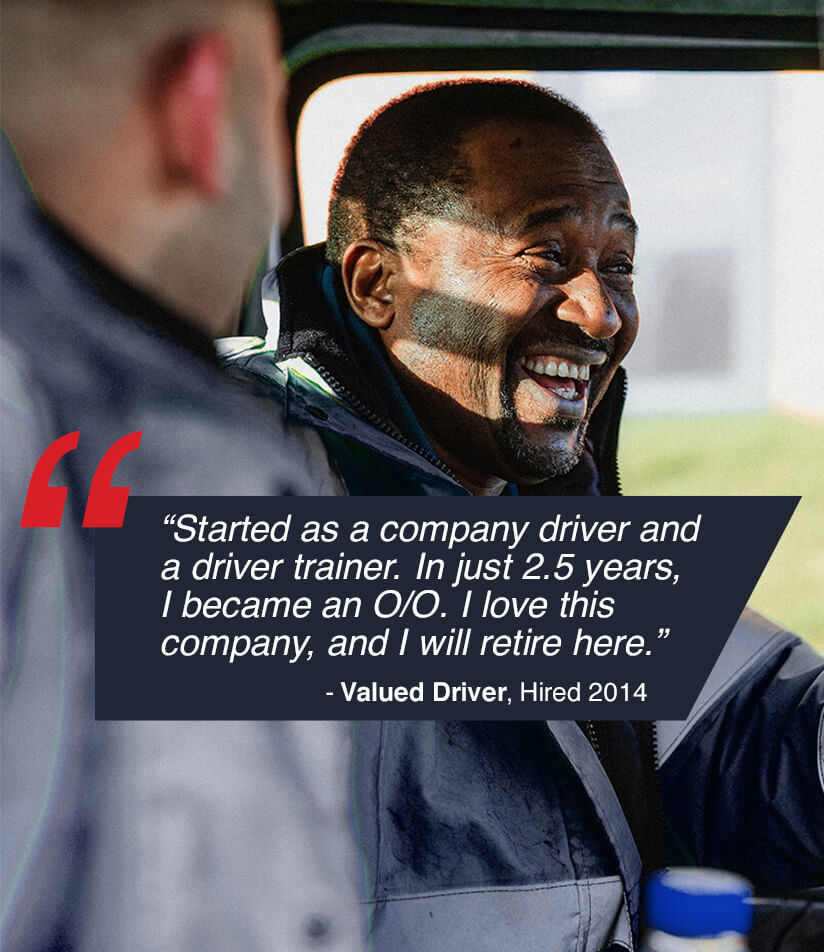 “Started as a company driver and
a driver trainer. In just 2.5 years,
I became an O/O. I love this
company, and I will retire here.”
- Valued Driver, Hired 2014